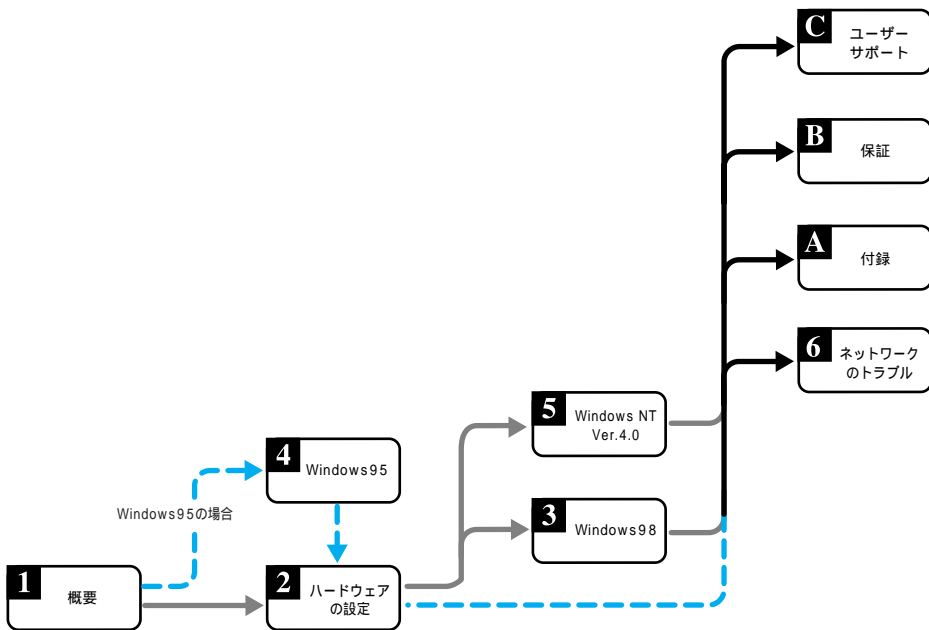 C
ユーザー
サポート
B
保証
A
付録
6
ネットワーク
のトラブル
5
Windows NT
Ver.4.0
4
Windows95
Windows95の場合
3
Windows98
1
概要
2
ハードウェア
の設定